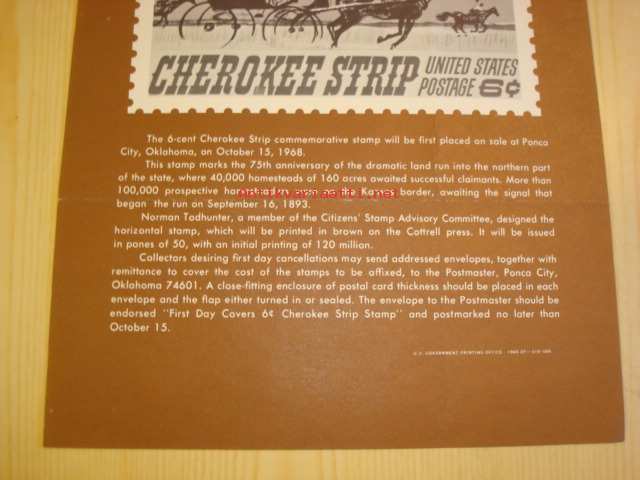 CHEROKEE STRIP UNITED STATES
POSTAGE 6¢
The 6-cent Cherokee Strip commemorative stamp will be first placed on sale at Ponca
City, Oklahoma, on October 15, 1968.
This stamp marks the 75th anniversary of the dramatic land run into the northern part
of the state, where 40,000 homesteads of 160 acres awaited successful claimants. More than
100,000 prospective the Kansas border, awaiting the signal that
began the run on September 16, 1893.
Norman Todhunter, a member of the Citizens' Stamp Advisory Committee, designed the
horizontal stamp, which will be printed in brown on the Cottrell press. It will be issued
in panes of 50, with an initial printing of 120 million.
Collectors desiring first day cancellations may send addressed envelopes, together with
remittance to cover the cost of the stamps to be affixed, to the Postmaster, Ponca City,
Oklahoma 74601. A close-fitting enclosure of postal card thickness should be placed in each
envelope and the flap either turned in or sealed. The envelope to the Postmaster should be
endorsed "First Day Covers 6¢ Cherokee Strip Stamp" and postmarked no later than
October 15.
U.S. GOVERNMENT PRINTING OFFICE